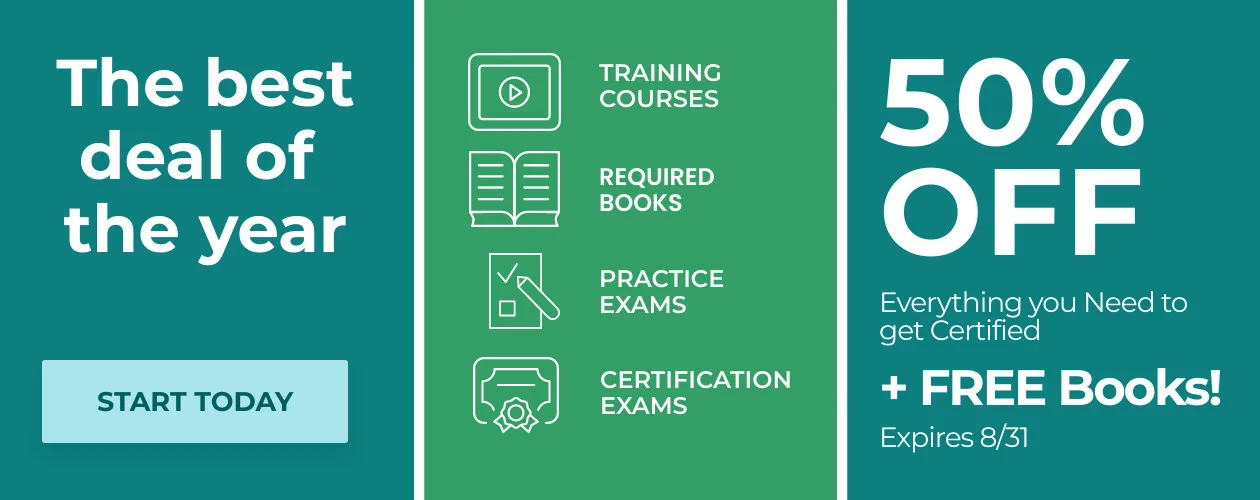 The best
deal of
the year
START TODAY
TRAINING
COURSES
REQUIRED
BOOKS
PRACTICE
EXAMS
CERTIFICATION
EXAMS
50%
OFF
Everything you Need to
get Certified
+ FREE Books!
Expires 8/31